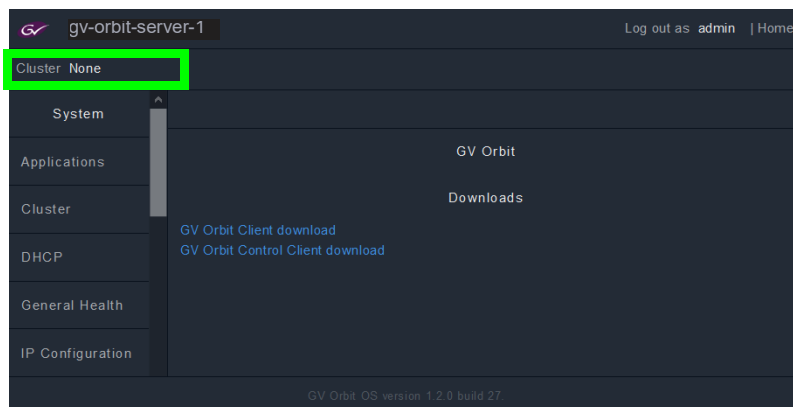 GV gv-orbit-server-1 Log out as admin | Home
Cluster None
System
Applications
Cluster
DHCP
General Health
IP Configuration
GV Orbit
Downloads
GV Orbit Client download
GV Orbit Control Client download
GV Orbit OS version 1.2.0 build 27.